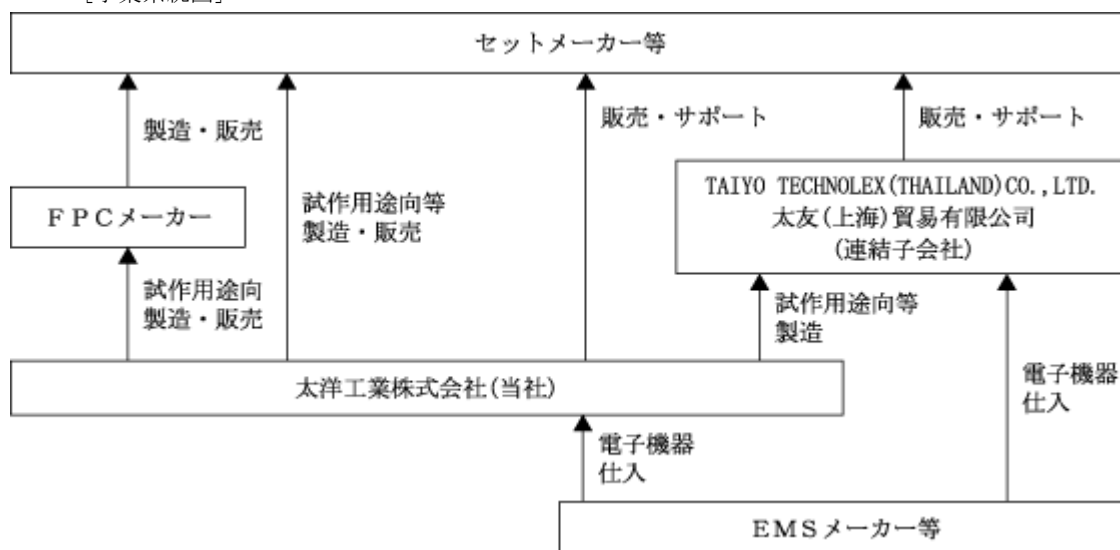 [事業系統図]
セットメーカー等
製造・販売
販売・サポート
販売・サポート
TAIYO TECHNOLEX(THAILAND)CO.,LTD.
太友(上海)貿易有限公司
(連結子会社)
FPCメーカー
試作用途向等
製造・販売
試作用途向
製造・販売
試作用途向等
製造
太洋工業株式会社(当社)
電子機器
仕入
電子機器
仕入
EMSメーカー等